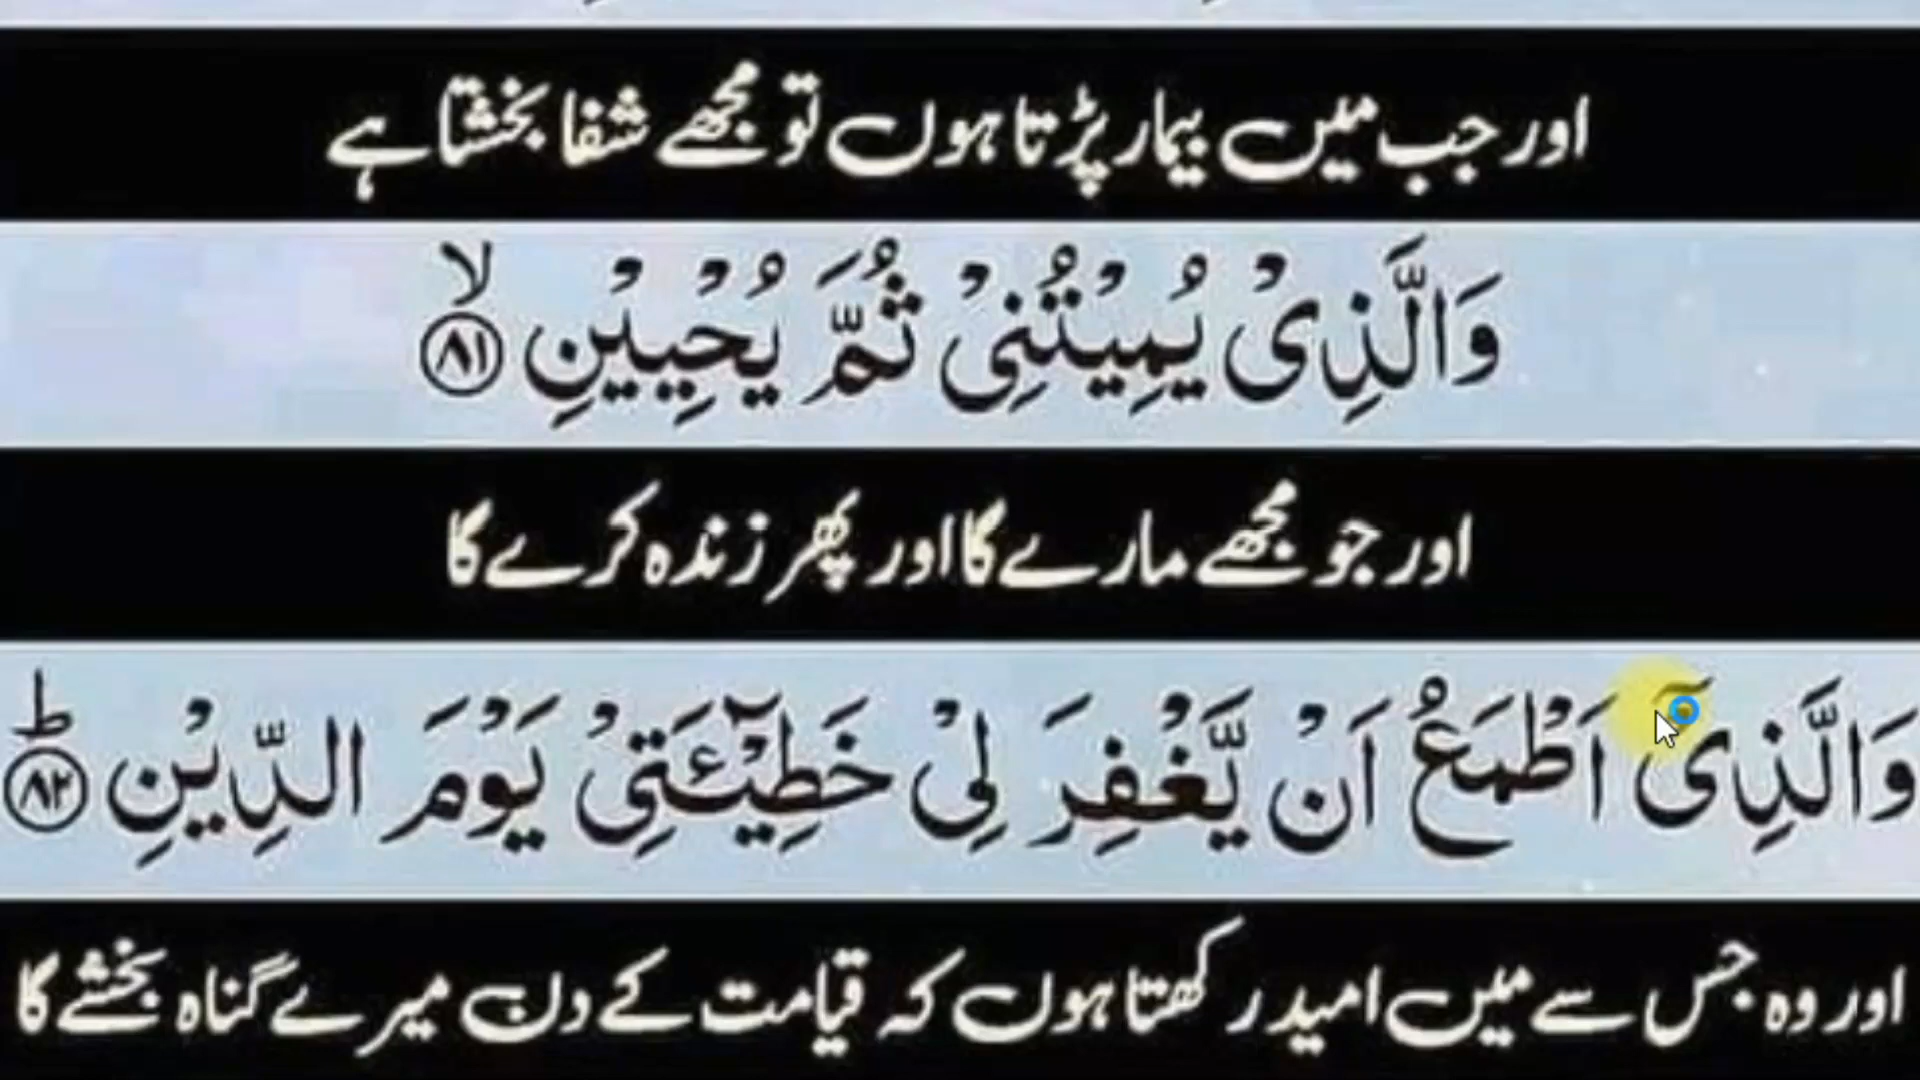 اور جب میں بیمار پڑتا ہوں تو مجھے شفا بخشتا ہے
وَالَّذِیْ یُمِیْتُنِیْ ثُمَّ یُحْیِیْنِ ﴿۸۱﴾ ۙ
اور جو مجھے مارے گا اور پھر زندہ کرے گا
وَالَّذِیْۤ اَطْمَعُ اَنْ یَّغْفِرَ لِیْ خَطِیْٓـَٔتِیْ یَوْمَ الدِّیْنِ ﴿۸۲﴾ ؕ
اور وہ جس سے میں امید رکھتا ہوں کہ قیامت کے دن میرے گناہ بخشے گا